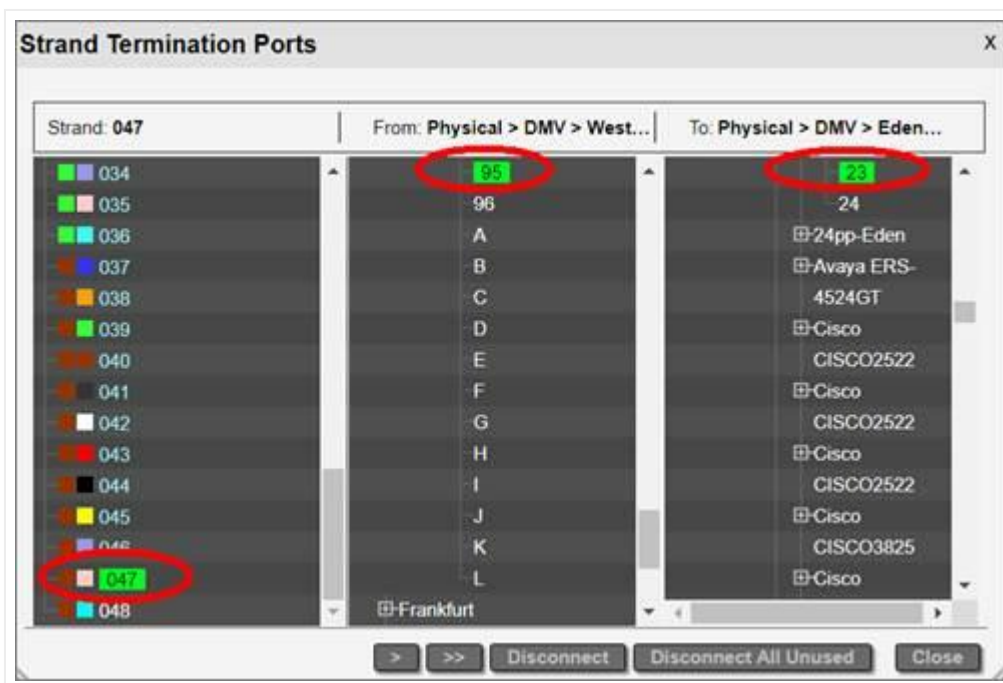 Strand Termination Ports
X
Strand: 047
From: Physical > DMV > West...
To: Physical > DMV > Eden...
034
035
036
037
038
039
040
041
042
043
044
045
046
047
048
95
96
A
B
C
D
E
F
G
H
I
J
K
L
Frankfurt
23
24
24pp-Eden
Avaya ERS-
4524GT
Cisco
CISCO2522
Cisco
CISCO2522
Cisco
CISCO2522
Cisco
CISCO3825
Cisco
>
>>
Disconnect
Disconnect All Unused
Close